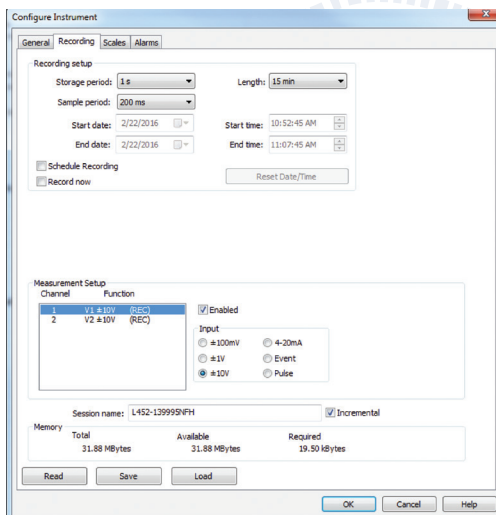 Configure Instrument
General Recording Scales Alarms
Recording setup
Storage period: 1 s Length: 15 min
Sample period: 200 ms
Start date: 2/22/2016 Start time: 10:52:45 AM
End date: 2/22/2016 End time: 11:07:45 AM
Schedule Recording
Record now
Reset Date/Time
Measurement Setup
Channel Function
1 V1 ±10V (REC)
2 V2 ±10V (REC)
Enabled
Input
±100mV 4-20mA
±1V Event
±10V Pulse
Session name: L452-139995NFH Incremental
Memory
Total Available Required
31.88 MBytes 31.88 MBytes 19.50 kBytes
Read Save Load
OK Cancel Help